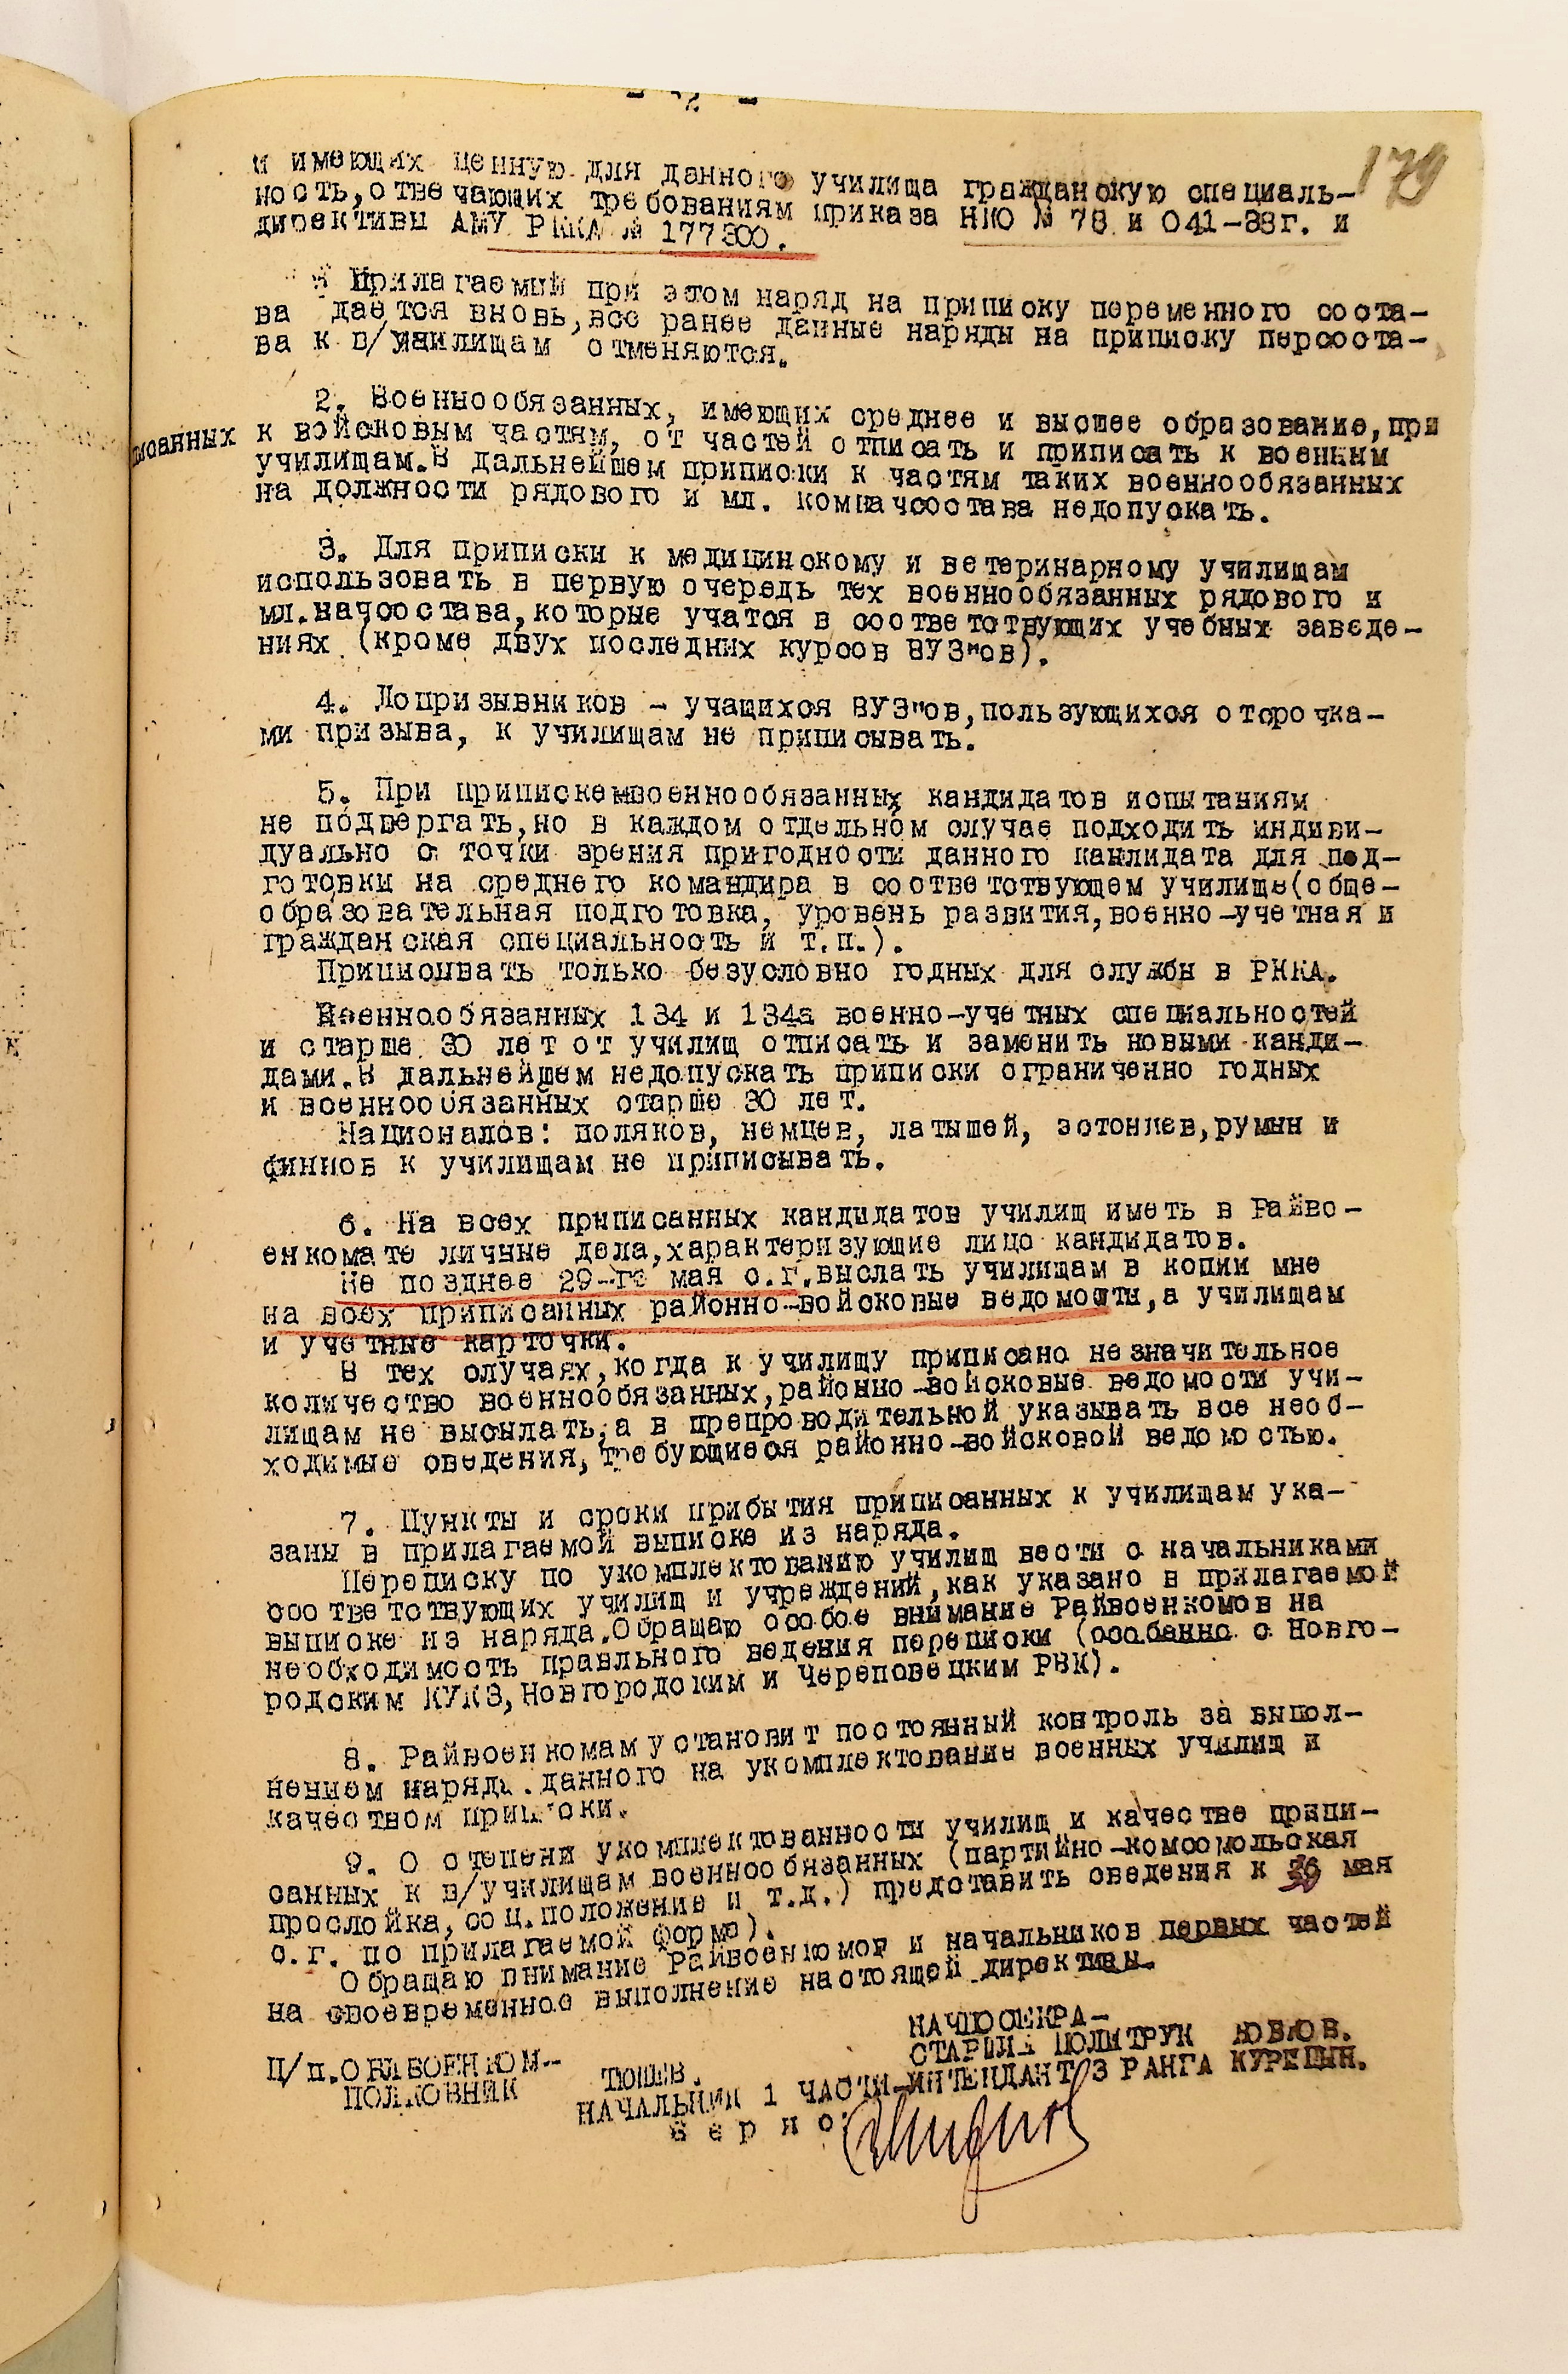 - 2 -
179
и имеющих ценную для данного училища гражданскую специаль-
ность,отвечающих требованиям приказа НКО № 78 и 041-38г. и
директивы АМУ РККА № 177300.
Прилагаемый при этом наряд на приписку переменного соста-
ва дается вновь,все ранее данные наряды на приписку персоста-
ва к в/училищам отменяются.
2. Военнообязанных, имеющих среднее и высшее образование,при
исанных к войсковым частям, от частей отписать и приписать к военным
училищам.В дальнейшем приписки к частям таких военнообязанных
на должности рядового и мл. комначсостава недопускать.
3. Для приписки к медицинскому и ветеринарному училищам
использовать в первую очередь тех военнообязанных рядового и
мл.начсостава,которые учатся в соответствующих учебных заведе-
ниях (кроме двух последних курсов ВУЗ"ов).
4. Допризывников - учащихся ВУЗ"ов,пользующихся отсрочка-
ми призыва, к училищам не приписывать.
5. При приписке военнообязанных кандидатов испытаниям
не подвергать,но в каждом отдельном случае подходить индиви-
дуально с точки зрения пригодности данного канлидата для под-
готовки на среднего командира в соответствующем училище(обще-
образовательная подготовка, уровень развития,военно-учетная и
гражданская специальность и т.п.).
Приписывать только безусловно годных для службы в РККА.
Военнообязанных 134 и 134а военно-учетных специальностей
и старше 30 лет от училищ отписать и заменить новыми канди-
дами.В дальнейшем недопускать приписки ограниченно годных
и военнообязанных старше 30 лет.
Националов: поляков, немцев, латышей, эстонцев,румын и
финнов к училищам не приписывать.
6. На всех приписанных кандидатов училищ иметь в Райво-
енкомате личные дела,характеризующие лицо кандидатов.
Не позднее 29-го мая с.г.выслать училищам в копии мне
на всех приписанных районно-войсковые ведомости,а училищам
и учетные карточки.
В тех случаях,когда к училищу приписано незначительное
количество военнообязанных,районно-войсковые ведомости учи-
лищам не высылать,а в препроводительной указывать все необ-
ходимые сведения,требующиеся районно-войсковой ведомостью.
7. Пункты и сроки прибытия приписанных к училищам ука-
заны в прилагаемой выписке из наряда.
Переписку по укомплектованию училищ вести с начальниками
соответствующих училищ и учреждений,как указано в прилагаемой
выписке из наряда.Обращаю особое внимание Райвоенкомов на
необходимость правльного ведения переписки (особенно с Новго-
родским КУКЗ,Новгородским и Череповецким РВК).
8. Райвоенкомам установит постоянный контроль за выпол-
нением наряда.данного на укомплектование военных училищ и
качеством приписки.
9. О степени укомплектованности училищ и качестве припи-
санных к в/училищам военнообязанных (партийно-комсомольская
прослойка,соц.положение и т.д.) представить сведения к мая
с.г. по прилагаемой форме).
Обращаю внимание Райвоенкомов и начальников первых частей
на своевременное выполнение настоящей директивы.
П/п.ОБЛВОЕНКОМ-
ПОЛКОВНИК ТЮШЕВ.
СТАРШИЙ ПОЛИТРУК
НАЧАЛЬНИК 1 ЧАСТИ-ИНТЕНДАНТ 3 РАНГА КУРИЦЫН.
В е р н о: